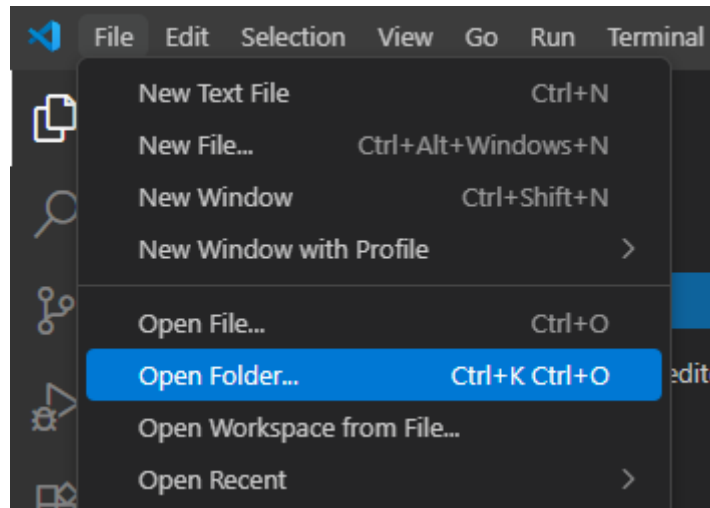 File Edit Selection View Go Run Terminal
New Text File Ctrl+N
New File... Ctrl+Alt+Windows+N
New Window Ctrl+Shift+N
New Window with Profile
Open File... Ctrl+O
Open Folder... Ctrl+K Ctrl+O
edit
Open Workspace from File...
Open Recent